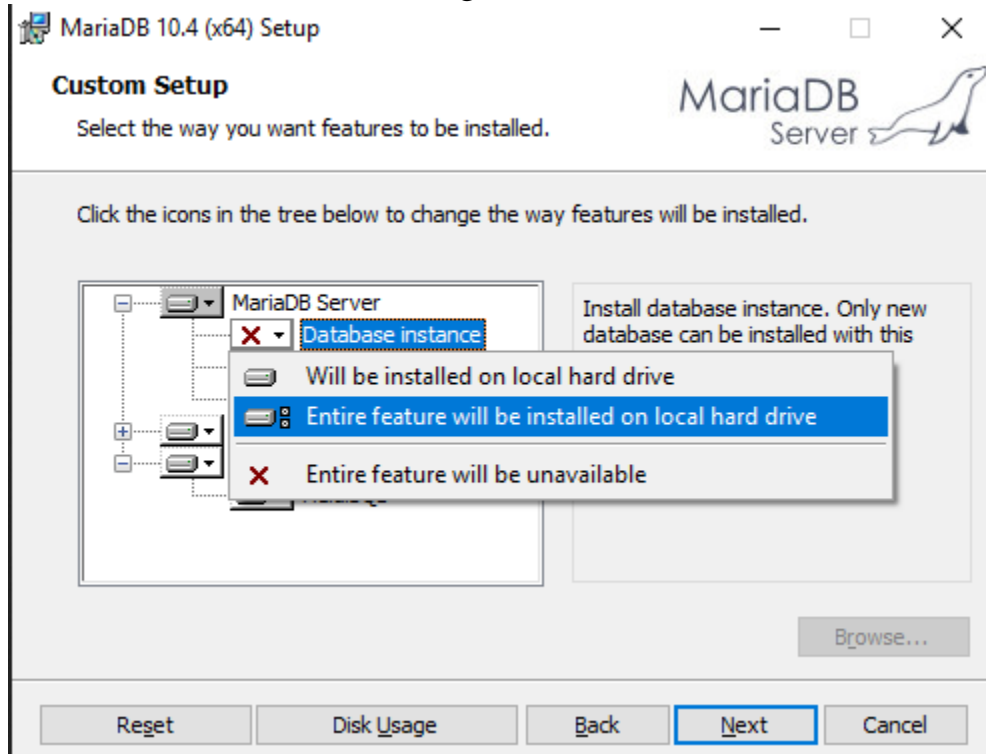 MariaDB 10.4 (x64) Setup
Custom Setup
Select the way you want features to be installed.
MariaDB
Server
Click the icons in the tree below to change the way features will be installed.
MariaDB Server
Database instance
Install database instance. Only new
database can be installed with this
Will be installed on local hard drive
Entire feature will be installed on local hard drive
Entire feature will be unavailable
Browse...
Reset
Disk Usage
Back
Next
Cancel